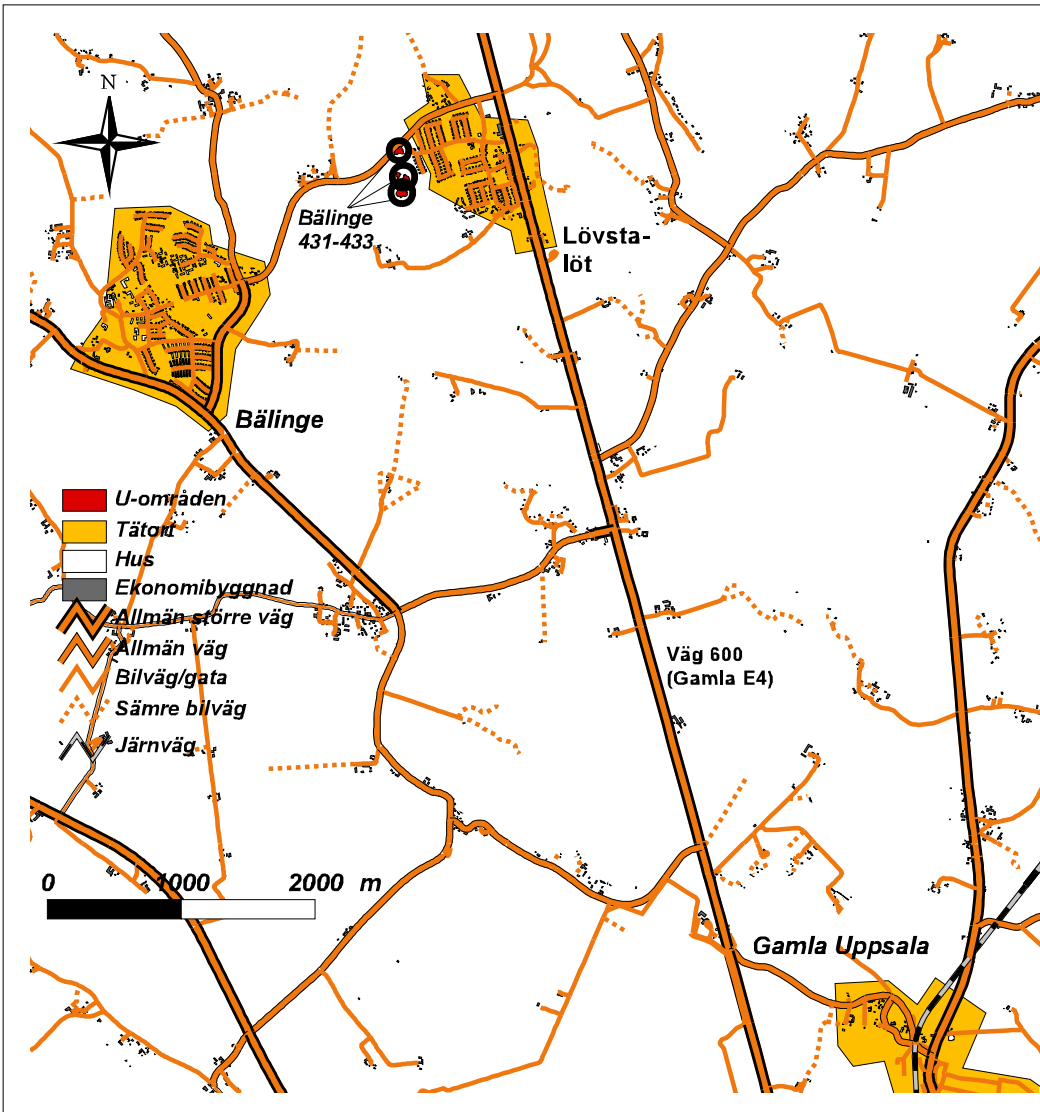 N
Bälinge
431-433
Lövsta-
löt
Bälinge
U-områden
Tätort
Hus
Ekonomibyggnad
Allmän större väg
Allmän väg
Bilväg/gata
Sämre bilväg
Järnväg
Väg 600
(Gamla E4)
0 1000 2000 m
Gamla Uppsala